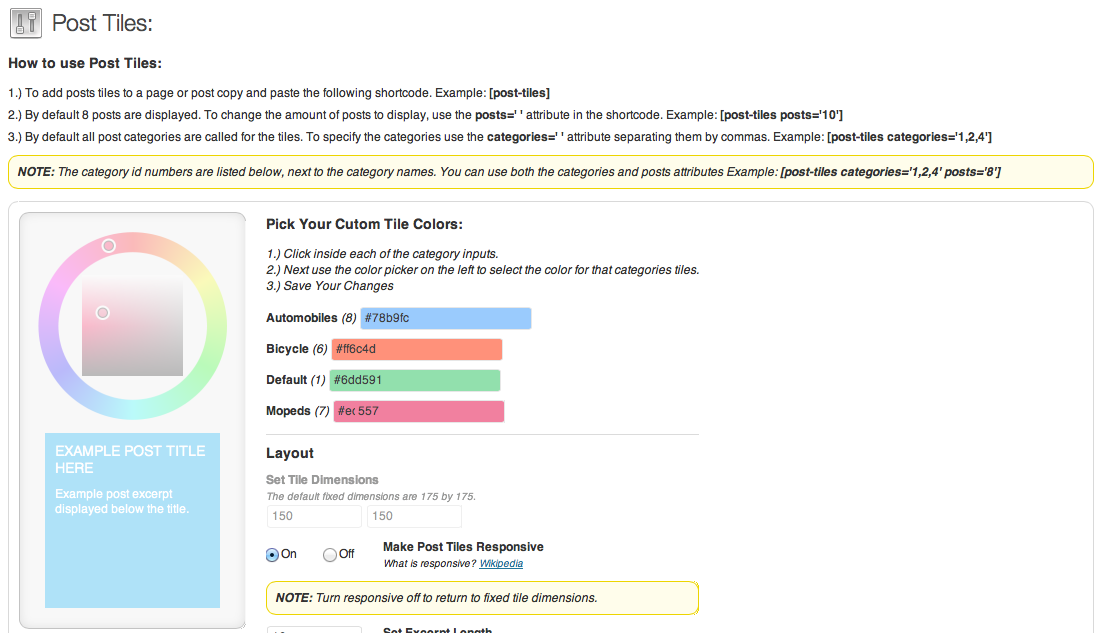 Post Tiles:
How to use Post Tiles:
1.) To add posts tiles to a page or post copy and paste the following shortcode. Example: [post-tiles]
2.) By default 8 posts are displayed. To change the amount of posts to display, use the posts=' ' attribute in the shortcode. Example: [post-tiles posts='10']
3.) By default all post categories are called for the tiles. To specify the categories use the categories=' ' attribute separating them by commas. Example: [post-tiles categories='1,2,4']
NOTE: The category id numbers are listed below, next to the category names. You can use both the categories and posts attributes Example: [post-tiles categories='1,2,4' posts='8']
Pick Your Cutom Tile Colors:
1.) Click inside each of the category inputs.
2.) Next use the color picker on the left to select the color for that categories tiles.
3.) Save Your Changes
Automobiles (8) #78b9fc
Bicycle (6) #ff6c4d
Default (1) #6dd591
Mopeds (7)
EXAMPLE POST TITLE
HERE
Example post excerpt
displayed below the title.
Layout
Set Tile Dimensions
The default fixed dimensions are 175 by 175.
150 150
On Off Make Post Tiles Responsive
What is responsive? Wikipedia
NOTE: Turn responsive off to return to fixed tile dimensions.
Set Excerpt Length